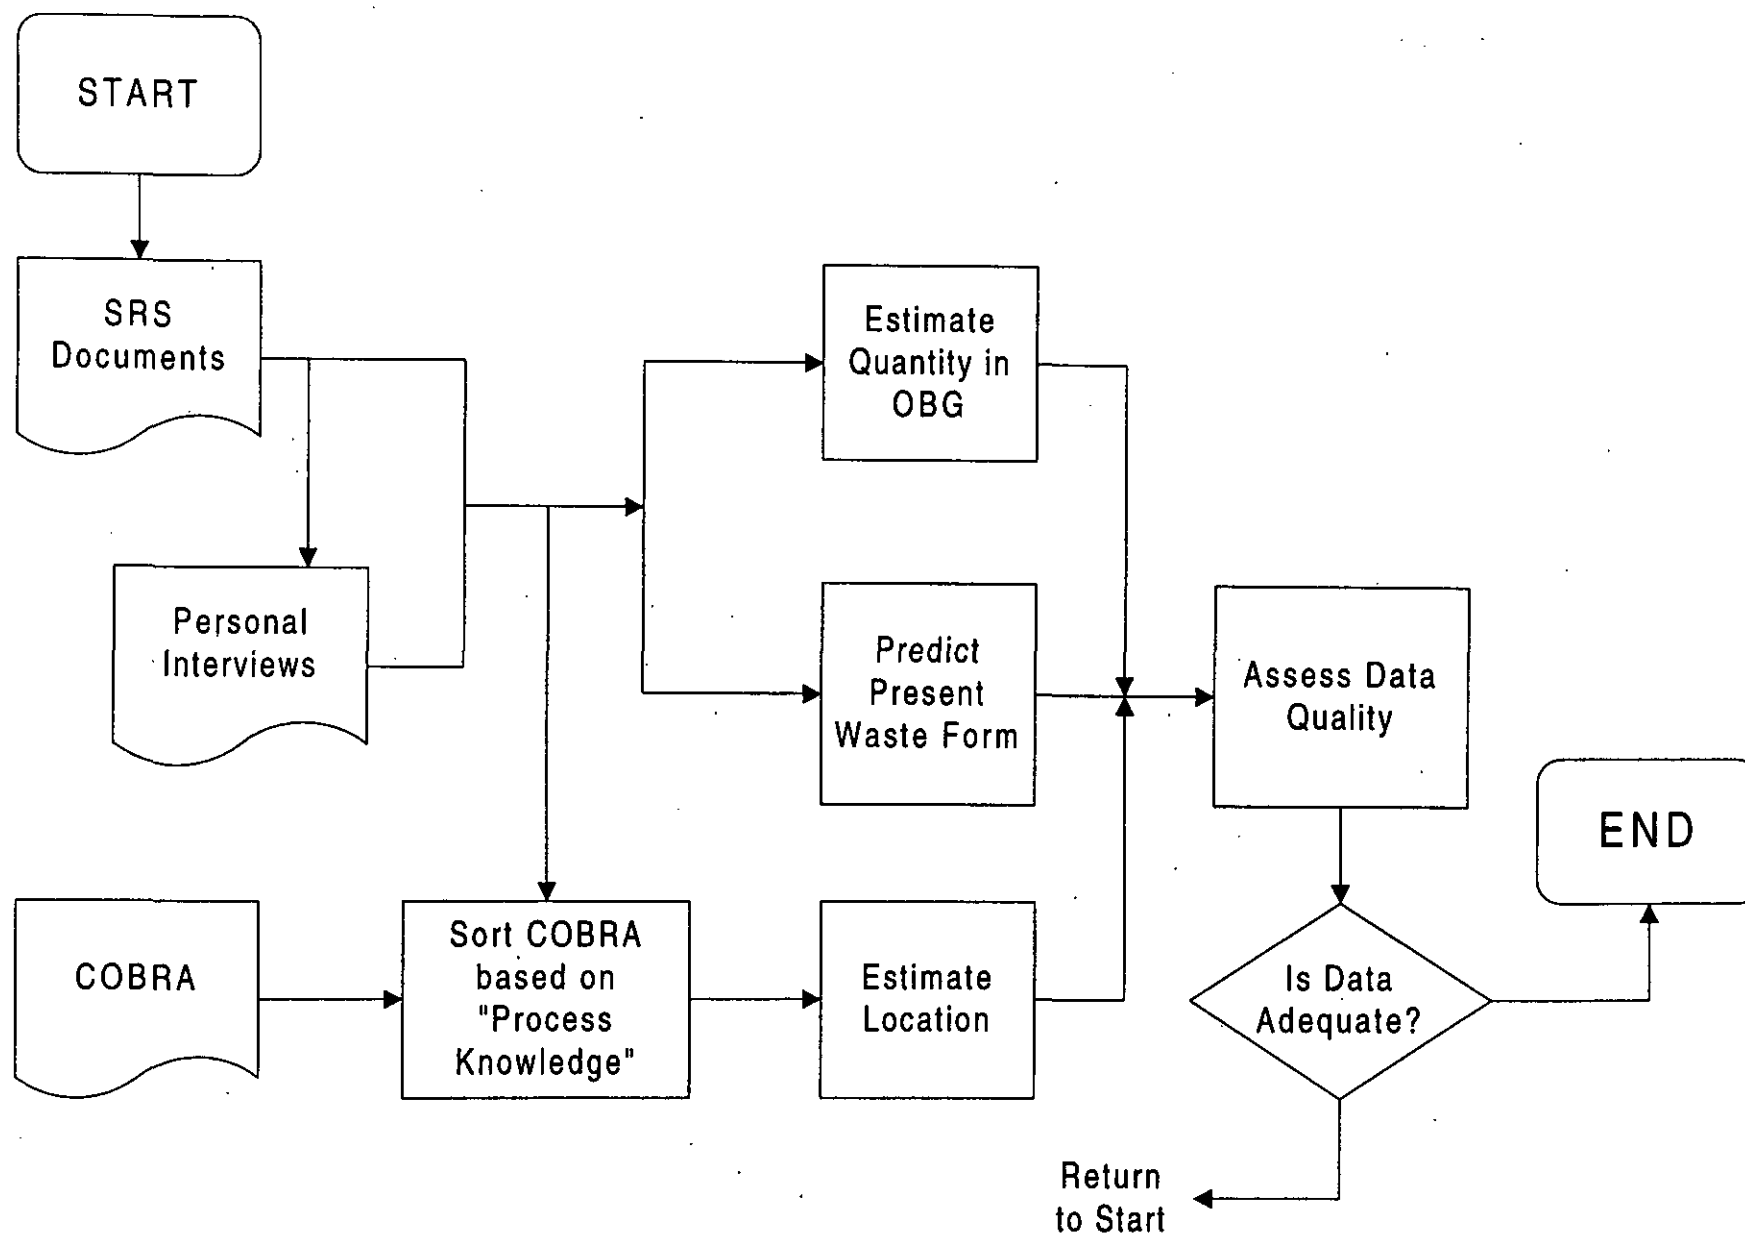 START
SRS
Documents
Estimate
Quantity in
OBG
Personal
Interviews
Predict
Present
Waste Form
Assess Data
Quality
END
COBRA
Sort COBRA
based on
"Process
Knowledge"
Estimate
Location
Is Data
Adequate?
Return
to Start